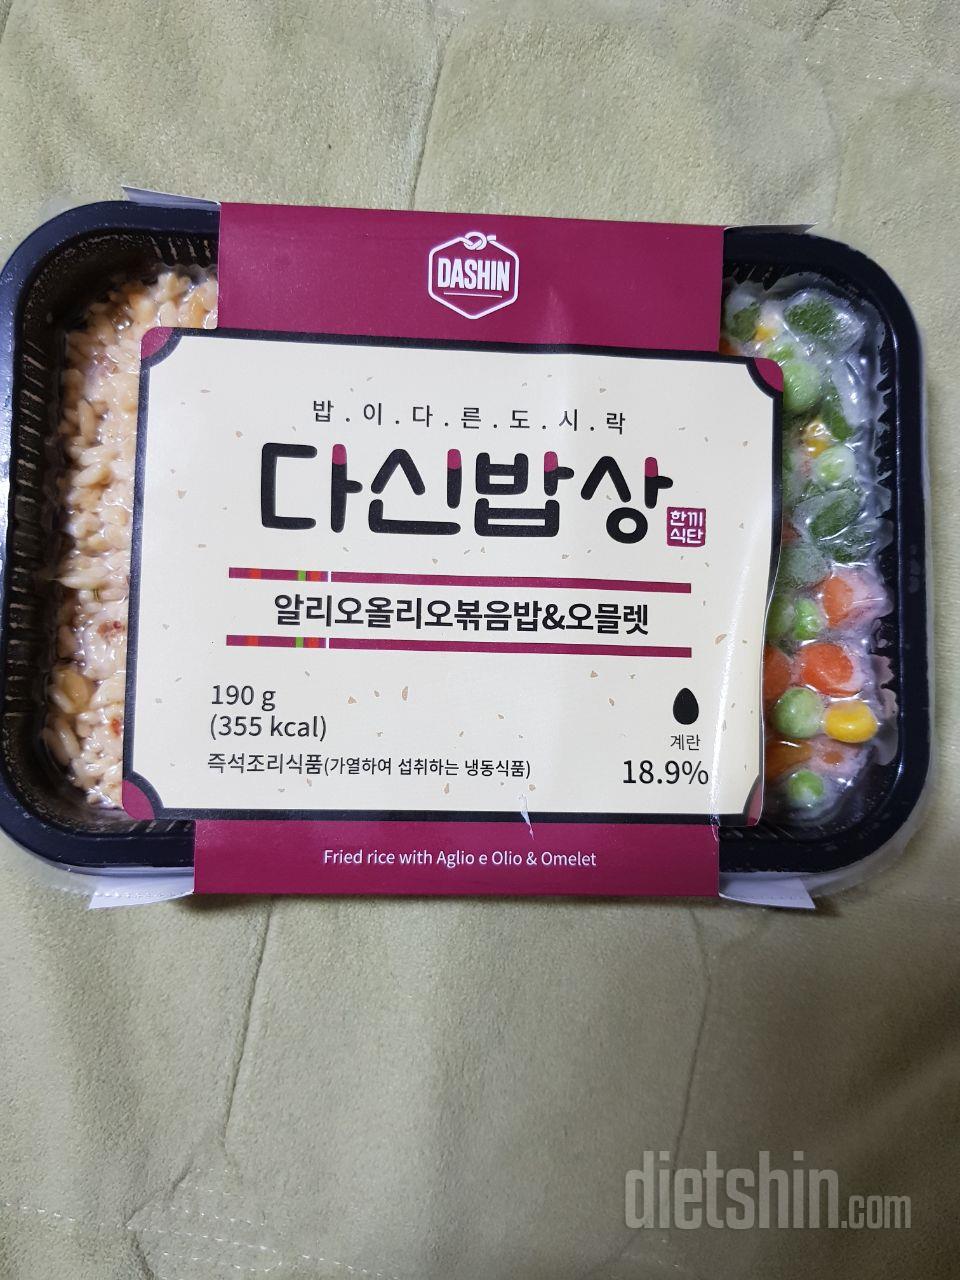 DASHIN
밥.이.다.른.도.시.락
다신밥상
한끼
식단
알리오올리오볶음밥&오믈렛
190 g
(355 kcal)
계란
즉석조리식품(가열하여 섭취하는 냉동식품)
18.9%
Fried rice with Aglio e Olio & Omelet
dietshin.com